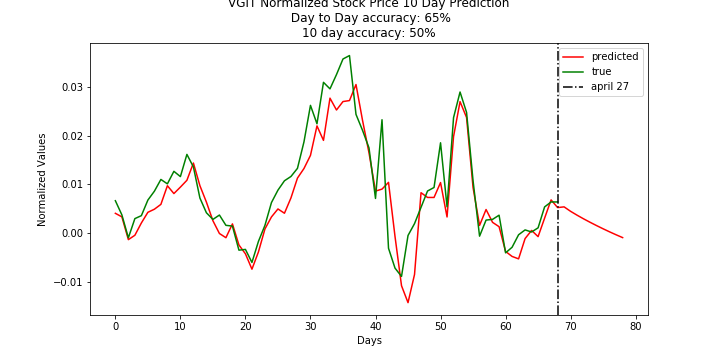 VGIT Normalized Stock Price 10 Day Prediction
Day to Day accuracy: 65%
10 day accuracy: 50%
predicted
true
april 27
Normalized Values
0.03
0.02
0.01
0.00
−0.01
0 10 20 30 40 50 60 70 80
Days